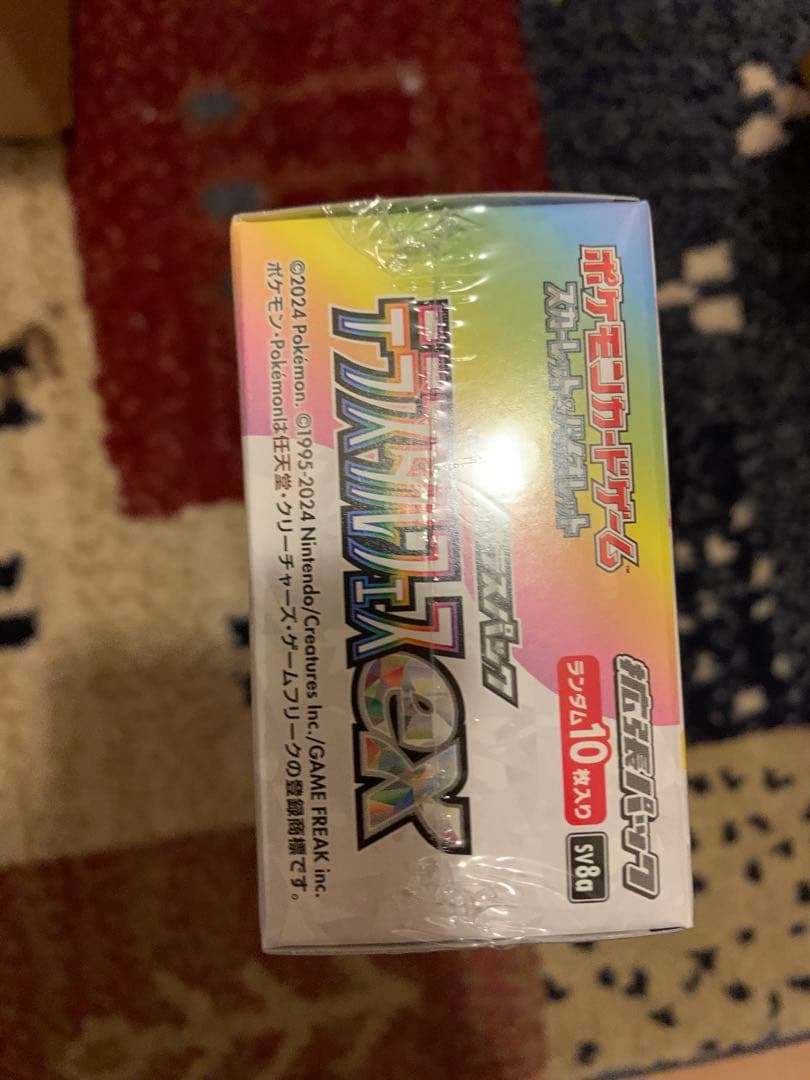 ポケモンカードゲーム
スカーレット&バイオレット
拡張パック
ランダム10枚入り
SV8a
スパック
テラスタルフェスex
©2024 Pokémon. ©1995-2024 Nintendo/Creatures Inc./GAME FREAK inc.
ポケモン・Pokémonは任天堂・クリーチャーズ・ゲームフリークの登録商標です。